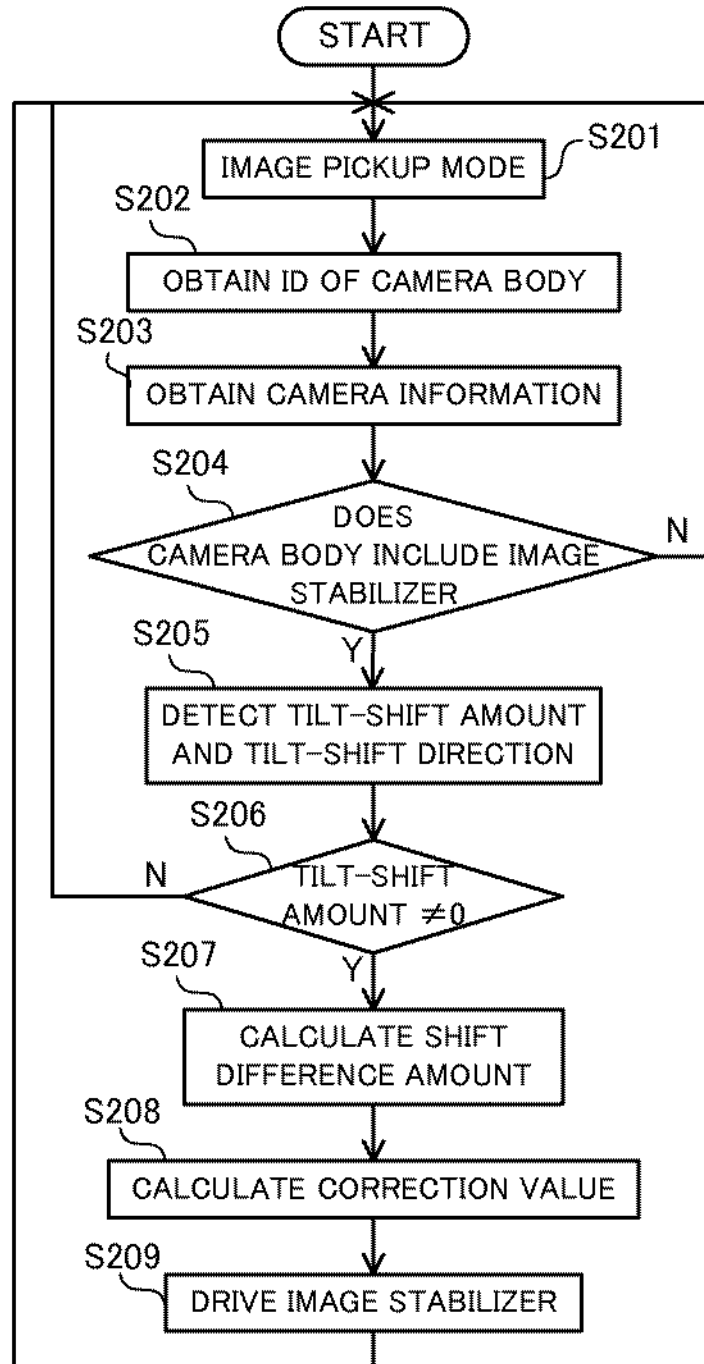 START
S201
IMAGE PICKUP MODE
S202
OBTAIN ID OF CAMERA BODY
S203
OBTAIN CAMERA INFORMATION
S204
DOES
CAMERA BODY INCLUDE IMAGE
STABILIZER
N
Y
S205
DETECT TILT-SHIFT AMOUNT
AND TILT-SHIFT DIRECTION
S206
N
TILT-SHIFT
AMOUNT ≠0
Y
S207
CALCULATE SHIFT
DIFFERENCE AMOUNT
S208
CALCULATE CORRECTION VALUE
S209
DRIVE IMAGE STABILIZER